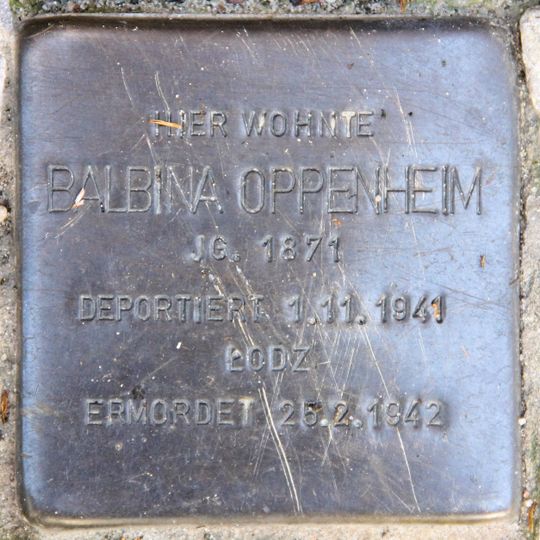 HIER WOHNTE
BALBINA OPPENHEIM
JG. 1871
DEPORTIERT 1.11.1941
ŁODZ
ERMORDET 25.2.1942